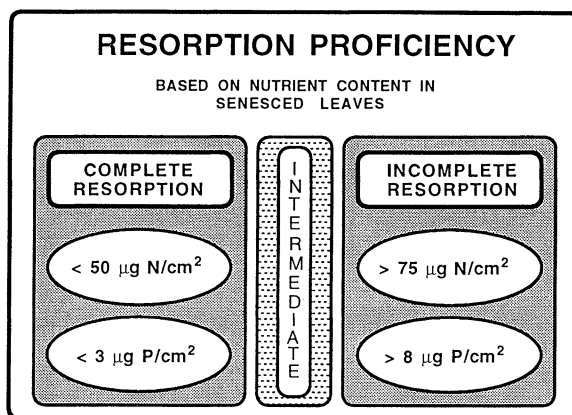 RESORPTION PROFICIENCY
BASED ON NUTRIENT CONTENT IN
SENESCED LEAVES
COMPLETE
RESORPTION
< 50 µg N/cm²
< 3 µg P/cm²
INTERMEDIATE
INCOMPLETE
RESORPTION
> 75 µg N/cm²
> 8 µg P/cm²